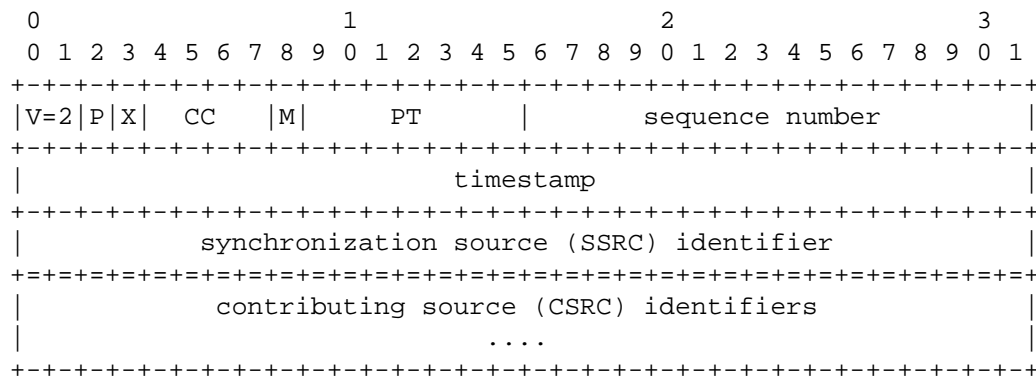 0                   1                   2                   3
 0 1 2 3 4 5 6 7 8 9 0 1 2 3 4 5 6 7 8 9 0 1 2 3 4 5 6 7 8 9 0 1
+-+-+-+-+-+-+-+-+-+-+-+-+-+-+-+-+-+-+-+-+-+-+-+-+-+-+-+-+-+-+-+-+
|V=2|P|X|  CC   |M|     PT      |       sequence number         |
+-+-+-+-+-+-+-+-+-+-+-+-+-+-+-+-+-+-+-+-+-+-+-+-+-+-+-+-+-+-+-+-+
|                           timestamp                           |
+-+-+-+-+-+-+-+-+-+-+-+-+-+-+-+-+-+-+-+-+-+-+-+-+-+-+-+-+-+-+-+-+
|           synchronization source (SSRC) identifier            |
+=+=+=+=+=+=+=+=+=+=+=+=+=+=+=+=+=+=+=+=+=+=+=+=+=+=+=+=+=+=+=+=+
|            contributing source (CSRC) identifiers             |
|                             ....                              |
+-+-+-+-+-+-+-+-+-+-+-+-+-+-+-+-+-+-+-+-+-+-+-+-+-+-+-+-+-+-+-+-+